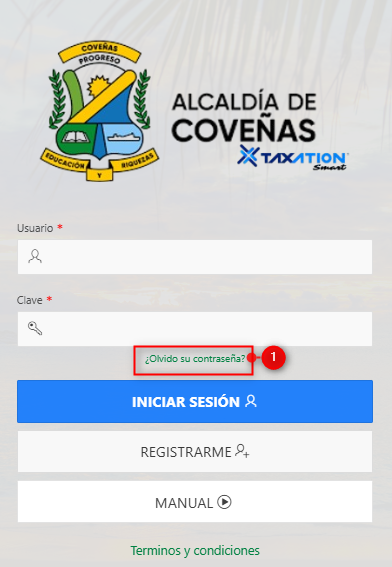 COVEÑAS
PROGRESO
EDUCACIÓN Y RIQUEZAS
ALCALDÍA DE
COVEÑAS
TAXATION
Smart
Usuario *
Clave *
¿Olvido su contraseña?
1
INICIAR SESIÓN
REGISTRARME
MANUAL
Terminos y condiciones